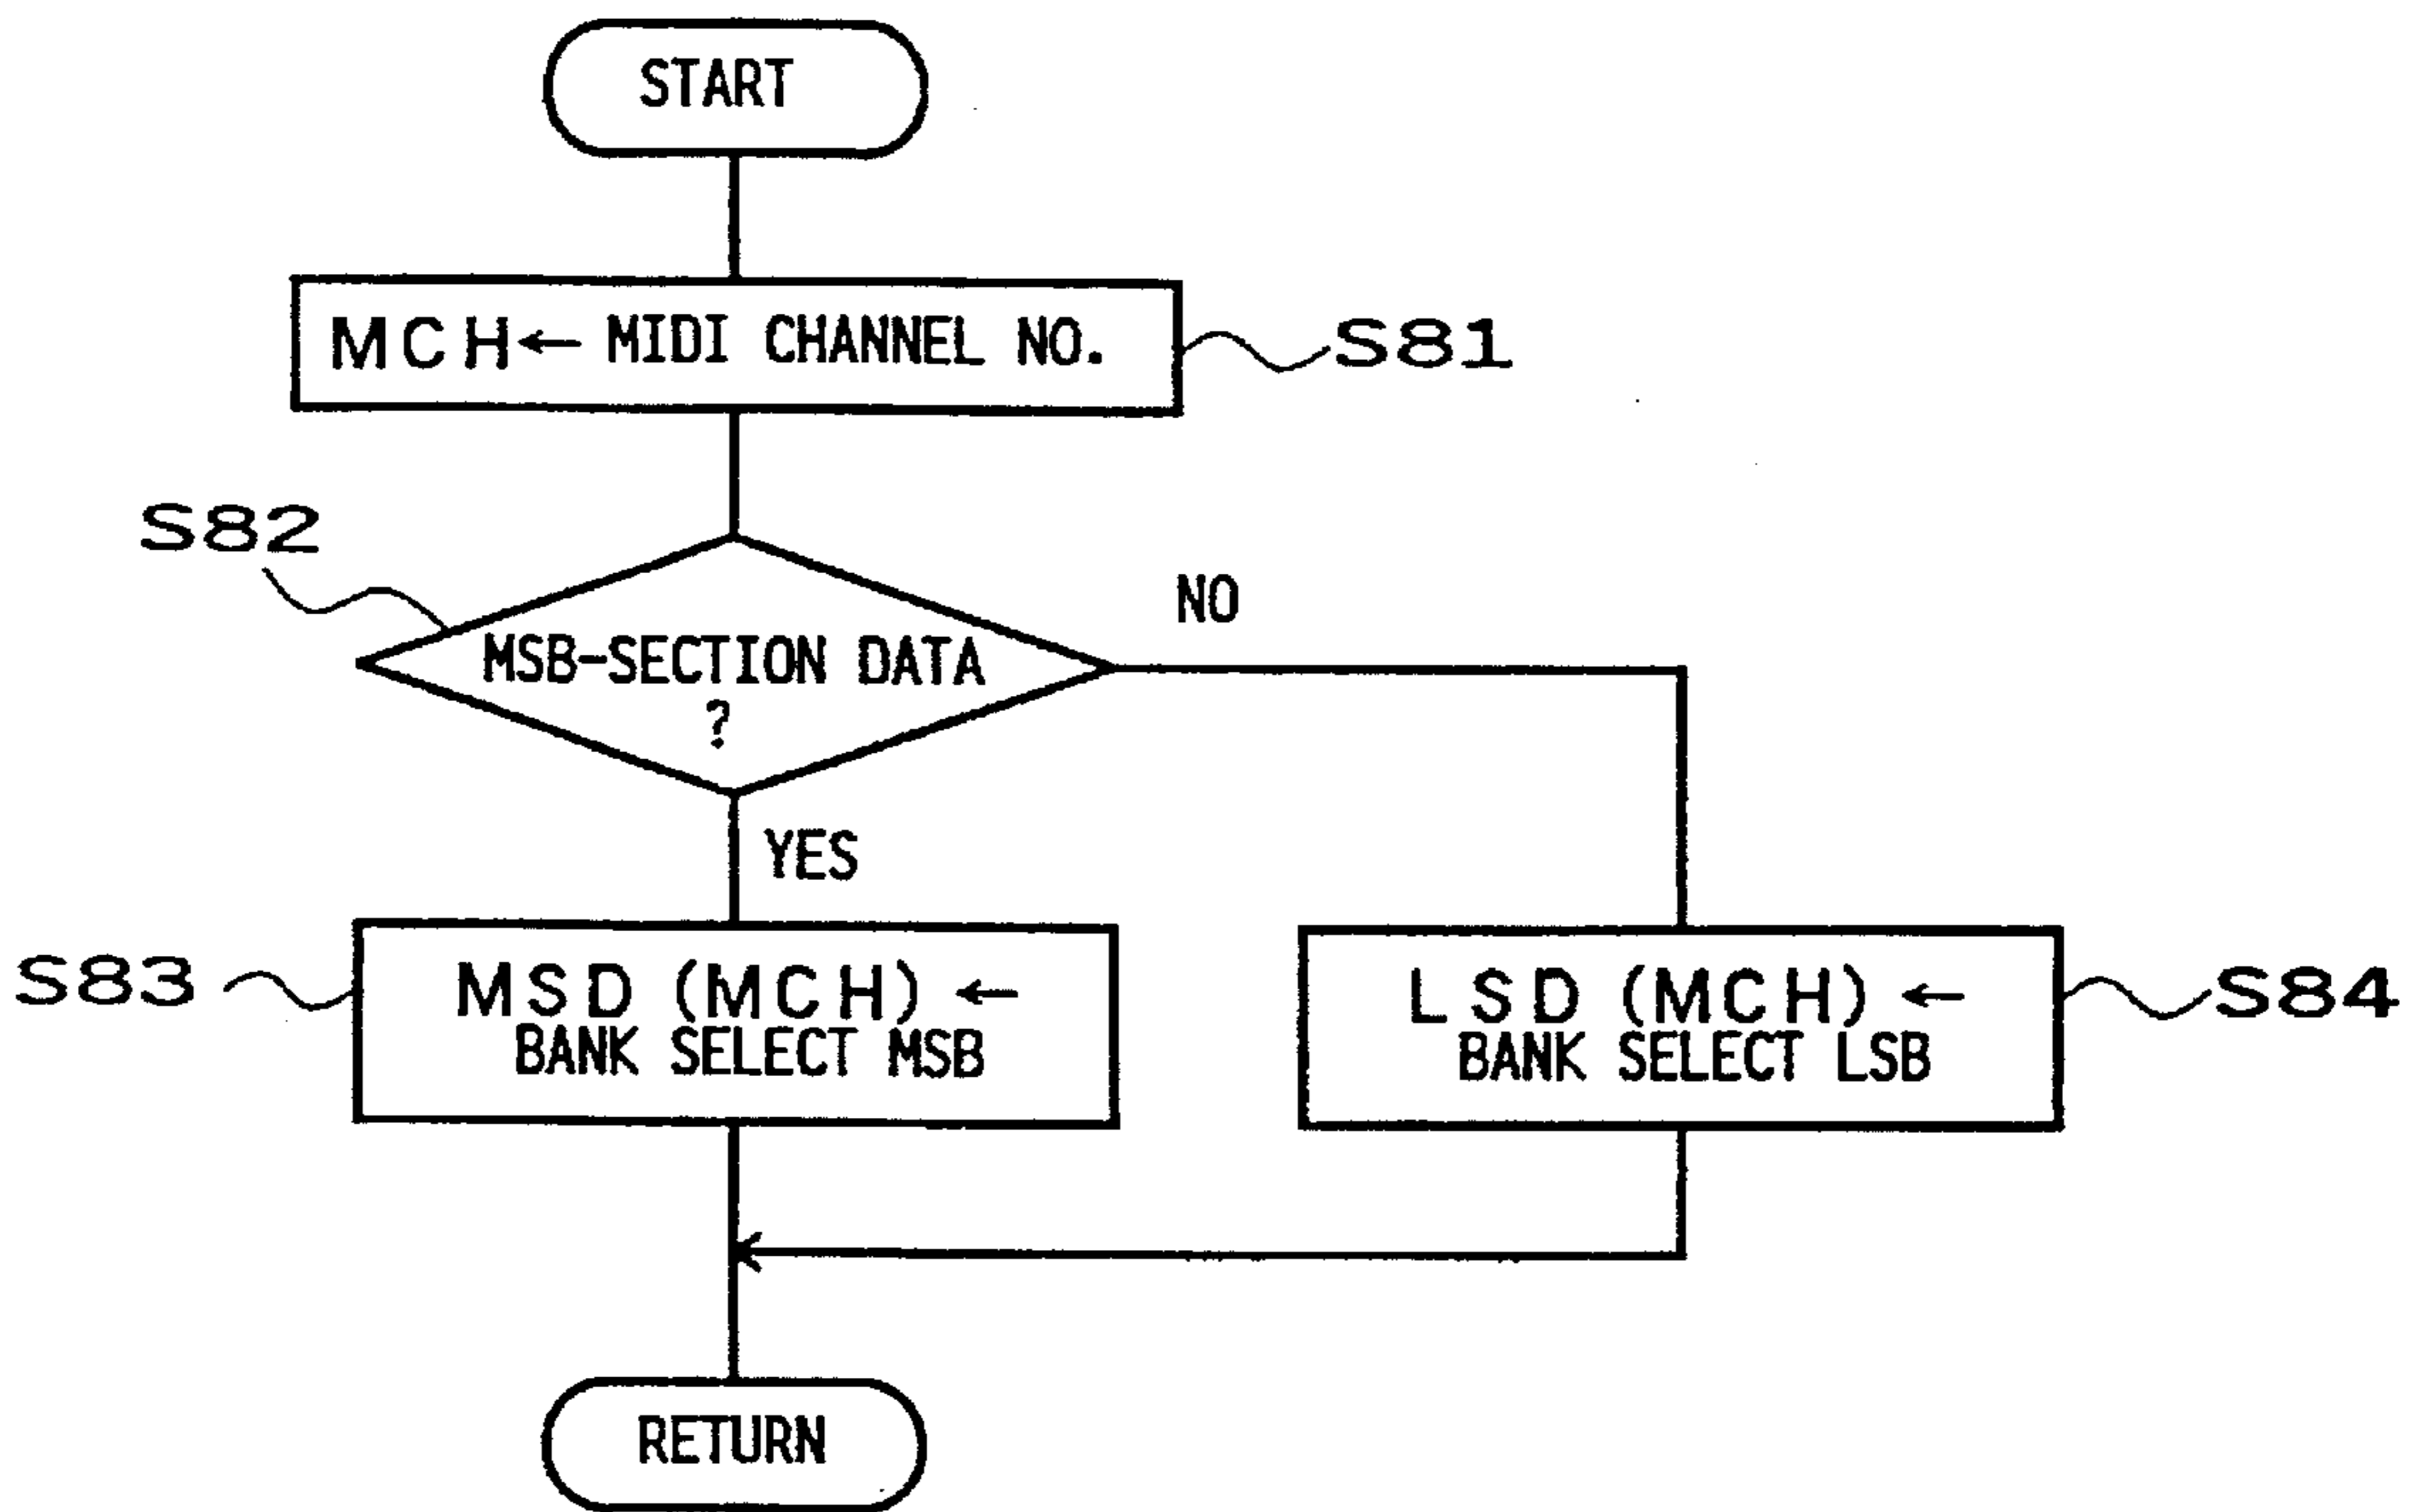 START
MCH← MIDI CHANNEL NO.
S81
S82
NO
MSB-SECTION DATA
?
YES
S83
MSD (MCH) ←
BANK SELECT MSB
LSD (MCH) ←
BANK SELECT LSB
S84
RETURN